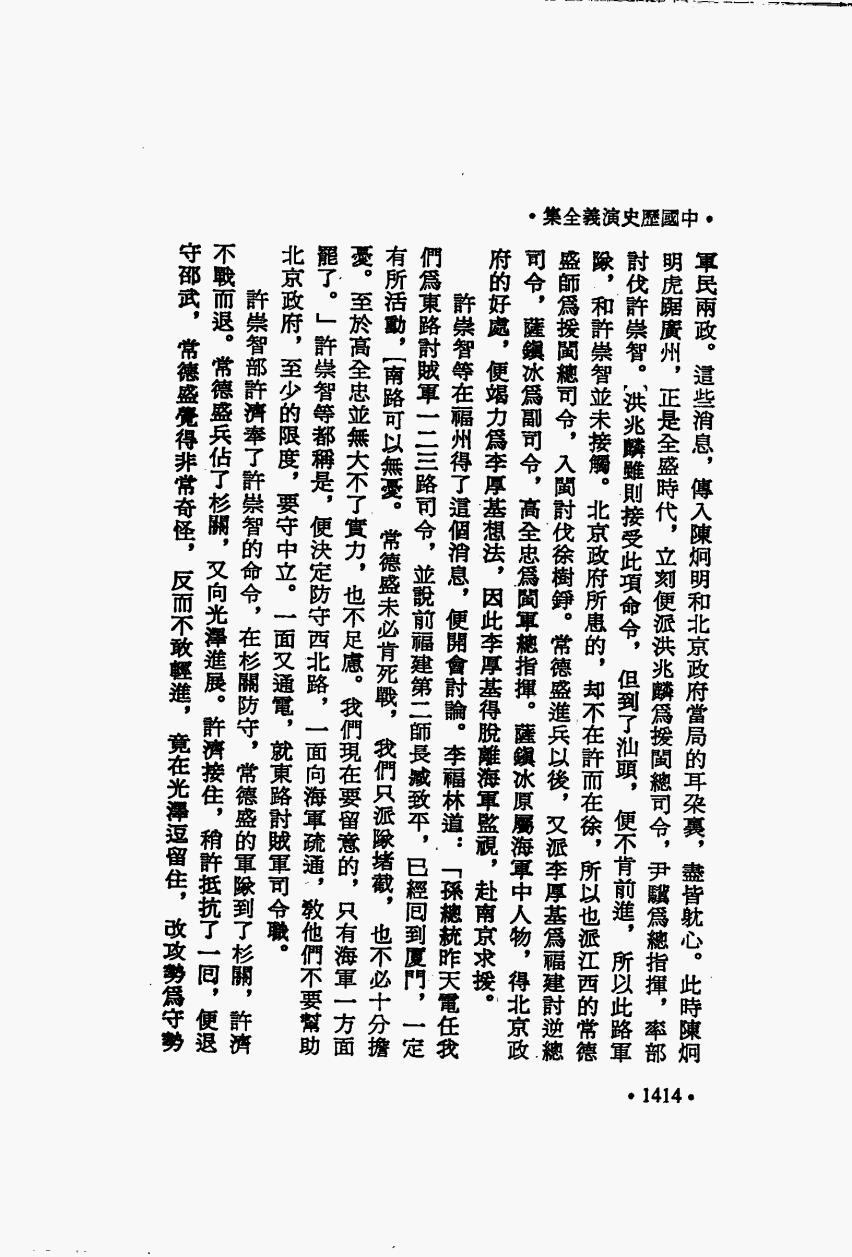 •中國歷史演義全集•
軍民兩政。這些消息，傳入陳炯明和北京政府當局的耳朶裏，盡皆躭心。此時陳炯
明虎踞廣州，正是全盛時代，立刻便派洪兆麟爲援閩總司令，尹驥爲總指揮，率部
討伐許崇智。洪兆麟雖則接受此項命令，但到了汕頭，便不肯前進，所以此路軍
隊，和許崇智並未接觸。北京政府所患的，却不在許而在徐，所以也派江西的常德
盛師爲援閩總司令，入閩討伐徐樹錚。常德盛進兵以後，又派李厚基爲福建討逆總
司令，薩鎭冰爲副司令，高全忠爲閩軍總指揮。薩鎭冰原屬海軍中人物，得北京政
府的好處，便竭力爲李厚基想法，因此李厚基得脫離海軍監視，赴南京求援。
許崇智等在福州得了這個消息，便開會討論。李福林道：「孫總統昨天電任我
們爲東路討賊軍一二三路司令，並說前福建第二師長臧致平，已經囘到厦門，一定
有所活動，南路可以無憂。常德盛未必肯死戰，我們只派隊堵截，也不必十分擔
憂。至於高全忠並無大不了實力，也不足慮。我們現在要留意的，只有海軍一方面
罷了。」許崇智等都稱是，便決定防守西北路，一面向海軍疏通，敎他們不要幫助
北京政府，至少的限度，要守中立。一面又通電，就東路討賊軍司令職。
許崇智部許濟奉了許崇智的命令，在杉關防守，常德盛的軍隊到了杉關，許濟
不戰而退。常德盛兵佔了杉關，又向光澤進展。許濟接住，稍許抵抗了一囘，便退
守邵武，常德盛覺得非常奇怪，反而不敢輕進，竟在光澤逗留住，改攻勢爲守勢
•1414•